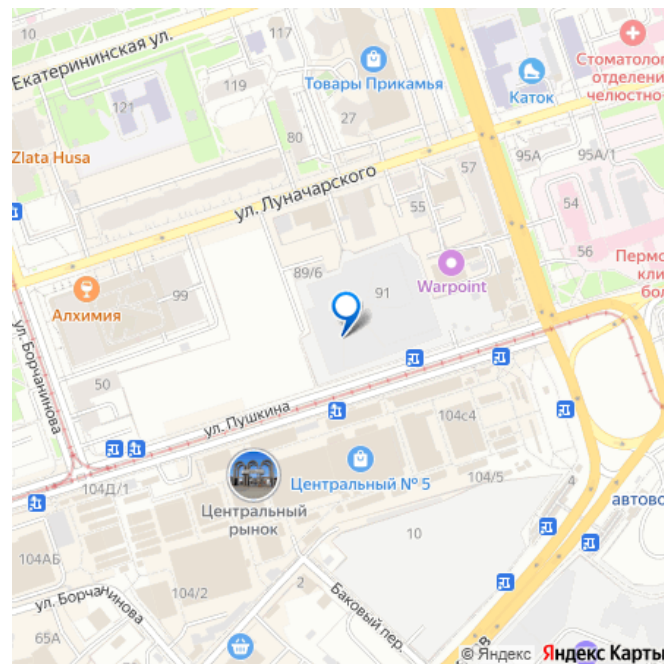 Екатерининская ул.
117
Стоматолог
отделени
челюстно-
Товары Прикамья
Каток
119
121
27
80
Zlata Husa
95А
95А/1
57
ул. Луначарского
54
55
56
Пермо
кли
бол
89/6
91
Warpoint
99
Алхимия
ул. Борчанинова
50
ул. Пушкина
104с4
Центральный № 5
104/5
4
104Д/1
Центральный
рынок
автово
10
104АБ
2
104/2
ул. Борчанинова
Баковый пер.
65А
В
© Яндекс Яндекс Карты